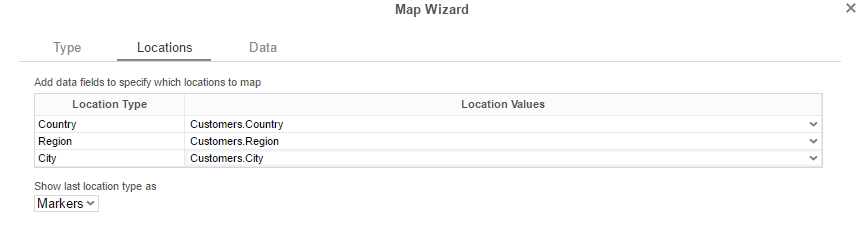 Map Wizard
Type Locations Data
Add data fields to specify which locations to map
Location Type Location Values
Country Customers.Country
Region Customers.Region
City Customers.City
Show last location type as
Markers